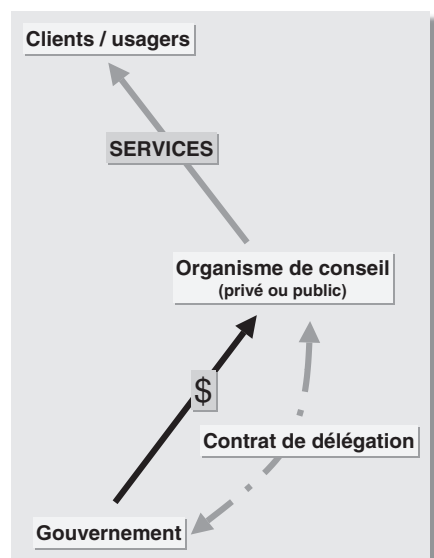 Clients / usagers
SERVICES
Organisme de conseil
(privé ou public)
$
Contrat de délégation
Gouvernement